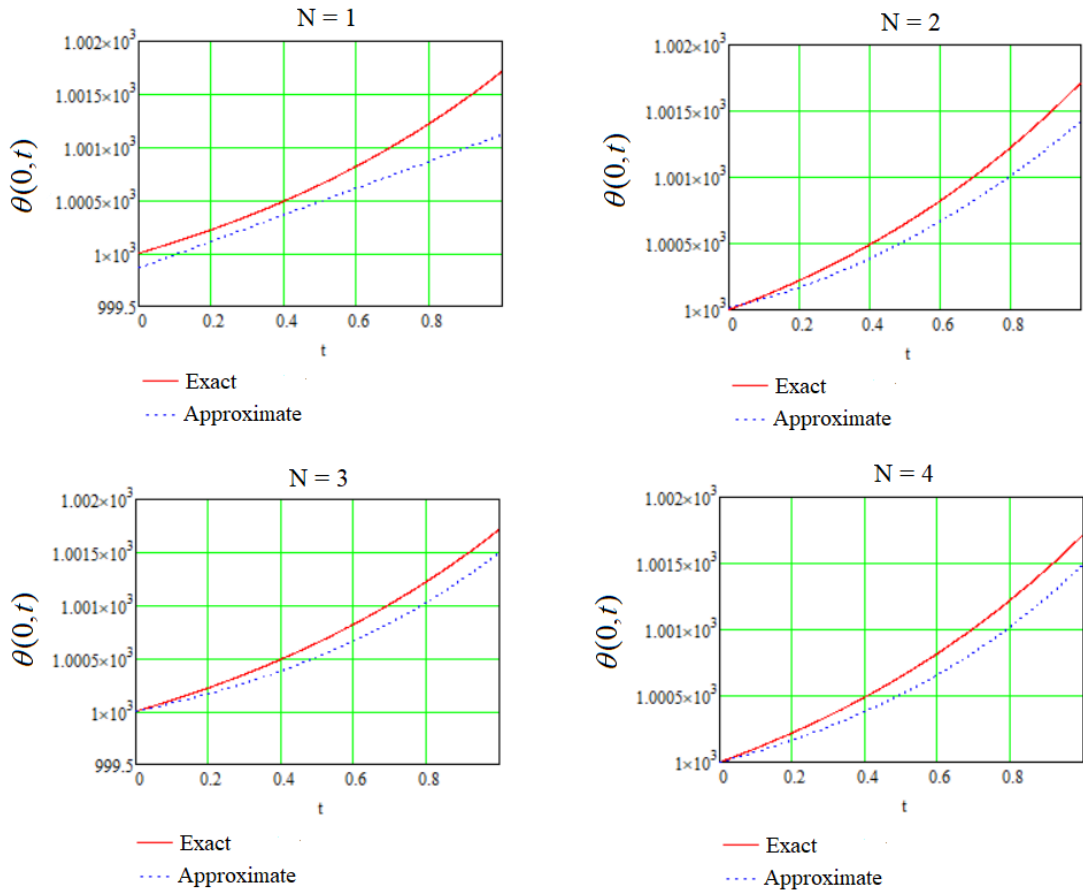 N = 1
1.002×10³
1.0015×10³
1.001×10³
1.0005×10³
1×10³
999.5
θ(0,t)
0 0.2 0.4 0.6 0.8
t
Exact
Approximate
N = 2
1.002×10³
1.0015×10³
1.001×10³
1.0005×10³
1×10³
θ(0,t)
0 0.2 0.4 0.6 0.8
t
Exact
Approximate
N = 3
1.002×10³
1.0015×10³
1.001×10³
1.0005×10³
1×10³
999.5
θ(0,t)
0 0.2 0.4 0.6 0.8
t
Exact
Approximate
N = 4
1.002×10³
1.0015×10³
1.001×10³
1.0005×10³
1×10³
θ(0,t)
0 0.2 0.4 0.6 0.8
t
Exact
Approximate